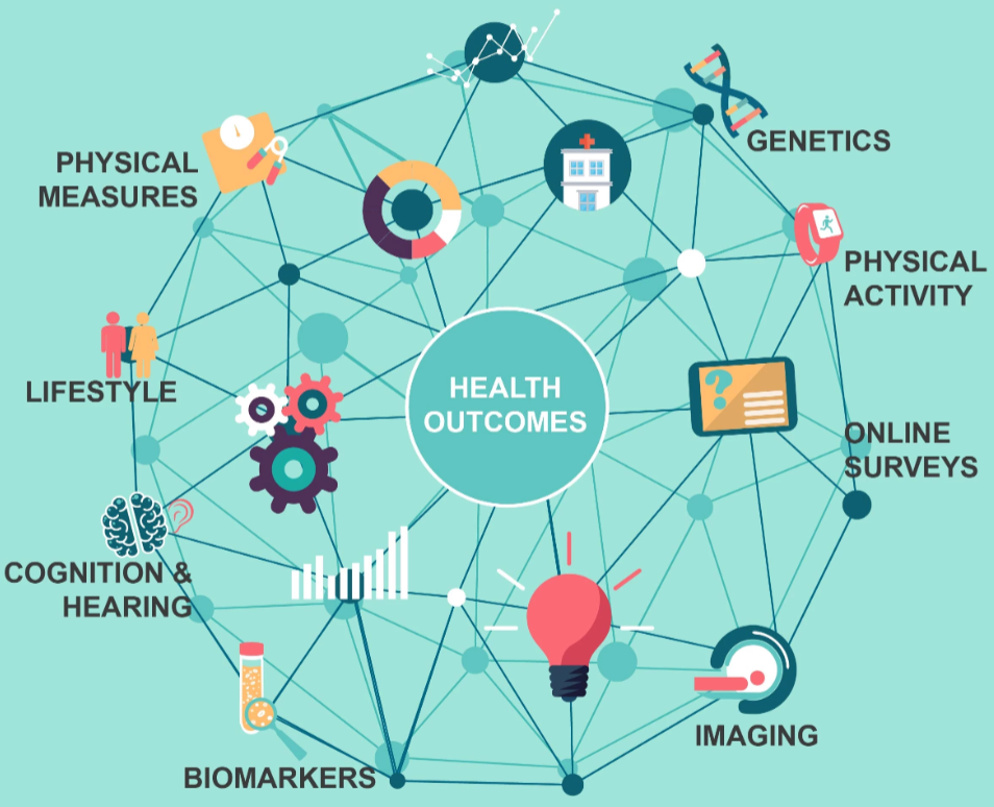 GENETICS
PHYSICAL
MEASURES
PHYSICAL
ACTIVITY
LIFESTYLE
HEALTH
OUTCOMES
?
ONLINE
SURVEYS
COGNITION &
HEARING
IMAGING
BIOMARKERS